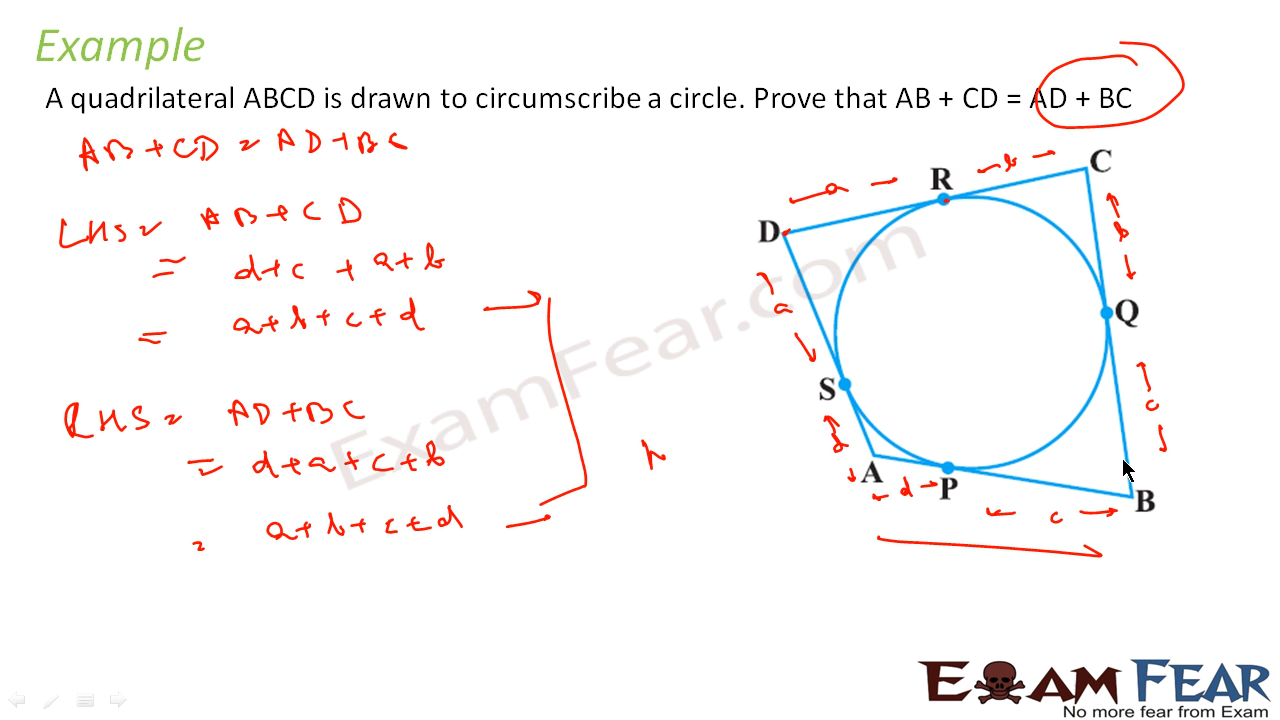 Example
A quadrilateral ABCD is drawn to circumscribe a circle. Prove that AB + CD = AD + BC
AB + CD = AD + BC
LHS = AB + CD
= d + c + a + b
= a + b + c + d
RHS = AD + BC
= d + a + c + b
= a + b + c + d
a R b C
D
a b
Q
S
d c
A d P c B
ExamFear.com
EXAM FEAR
No more fear from Exam